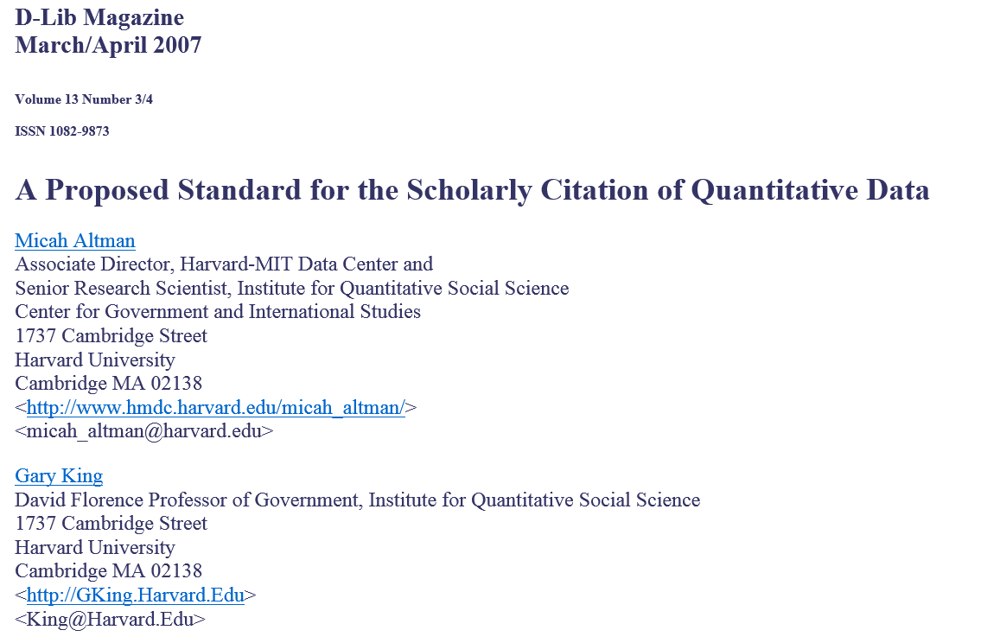 D-Lib Magazine
March/April 2007
Volume 13 Number 3/4
ISSN 1082-9873
A Proposed Standard for the Scholarly Citation of Quantitative Data
Micah Altman
Associate Director, Harvard-MIT Data Center and
Senior Research Scientist, Institute for Quantitative Social Science
Center for Government and International Studies
1737 Cambridge Street
Harvard University
Cambridge MA 02138
<http://www.hmdc.harvard.edu/micah_altman/>
<micah_altman@harvard.edu>
Gary King
David Florence Professor of Government, Institute for Quantitative Social Science
1737 Cambridge Street
Harvard University
Cambridge MA 02138
<http://GKing.Harvard.Edu>
<King@Harvard.Edu>